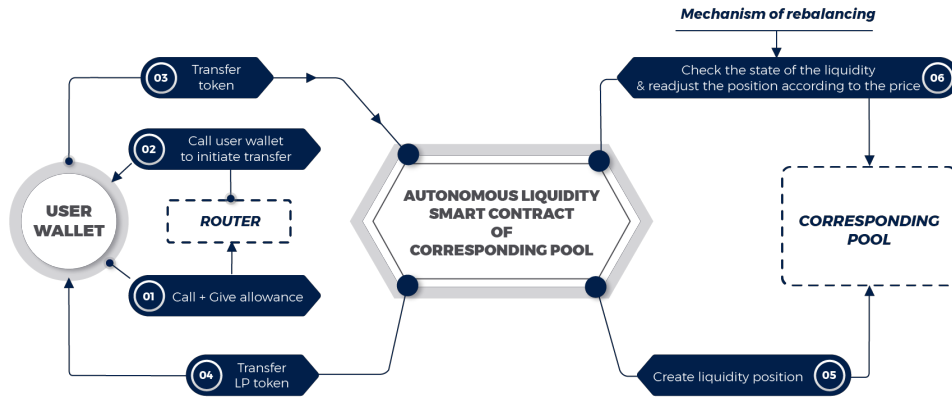 Mechanism of rebalancing
03
Transfer
token
Check the state of the liquidity
& readjust the position according to the price
06
02
Call user wallet
to initiate transfer
USER
WALLET
ROUTER
AUTONOMOUS LIQUIDITY
SMART CONTRACT
OF
CORRESPONDING POOL
CORRESPONDING
POOL
01
Call + Give allowance
04
Transfer
LP token
Create liquidity position
05